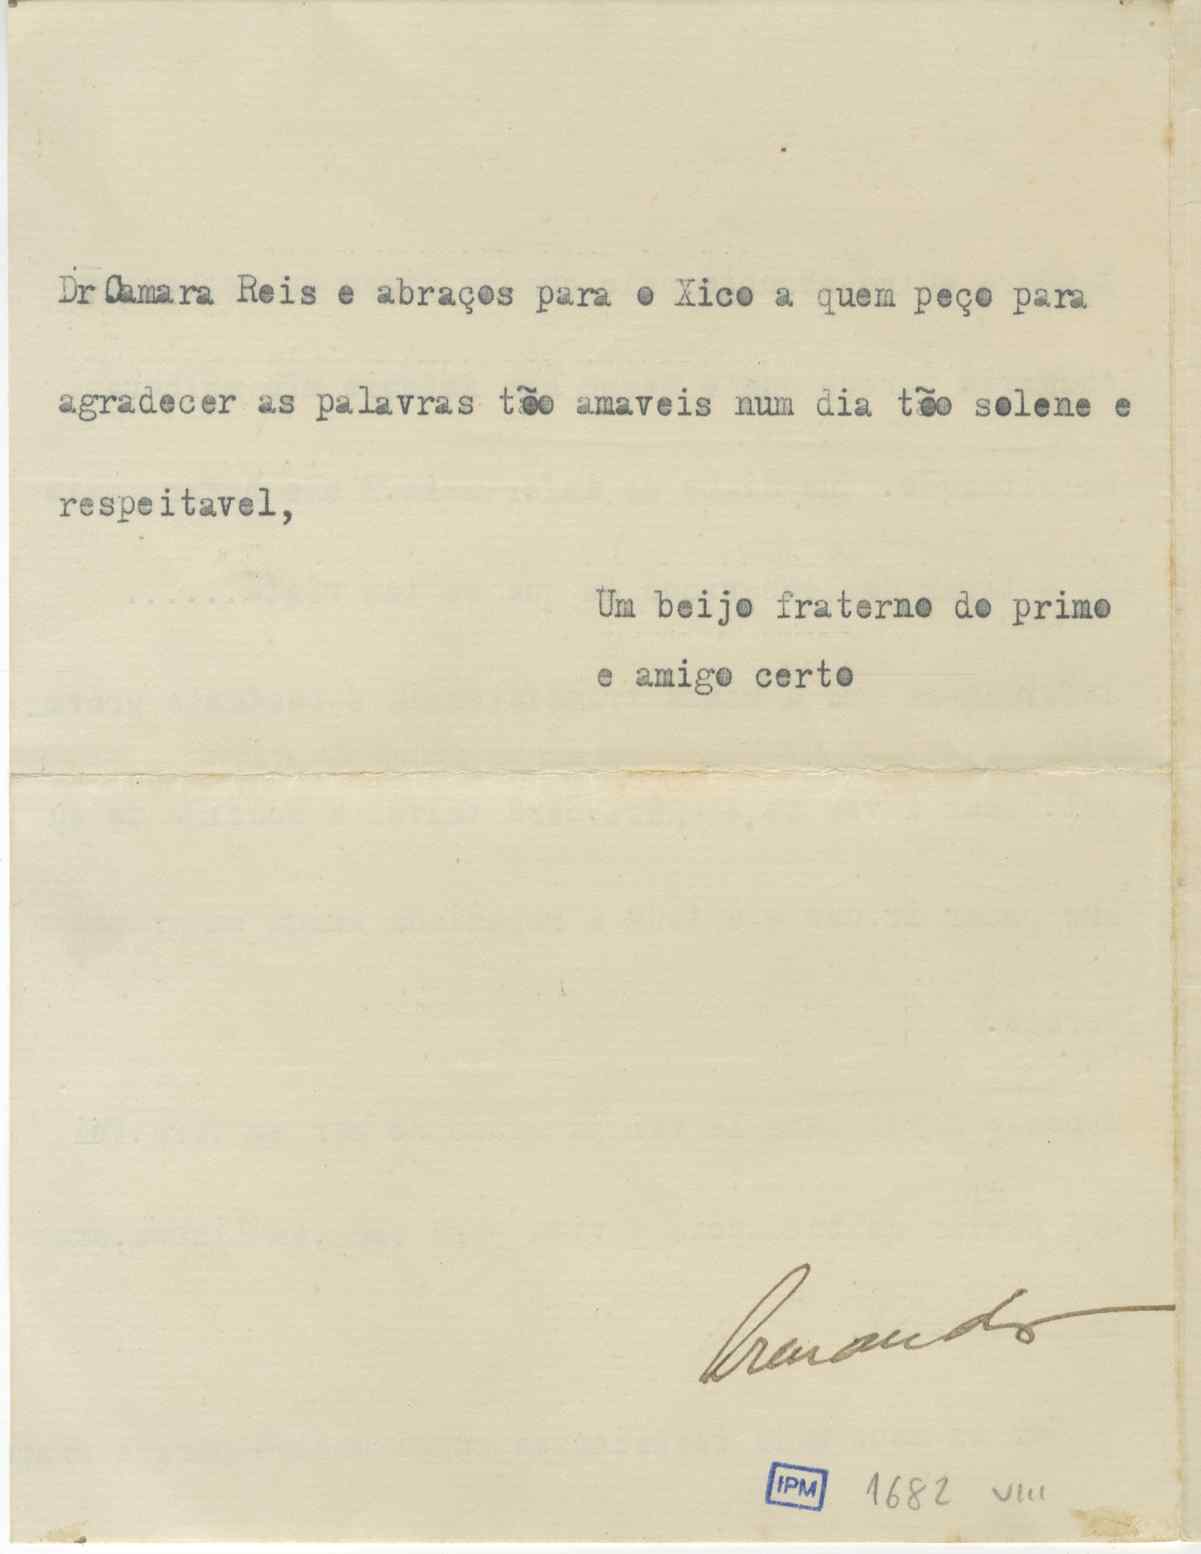 Dr Camara Reis e abraços para o Xico a quem peço para
agradecer as palavras tão amaveis num dia tão solene e
respeitavel,
Um beijo fraterno do primo
e amigo certo
Armando
IPM 1682 VIII